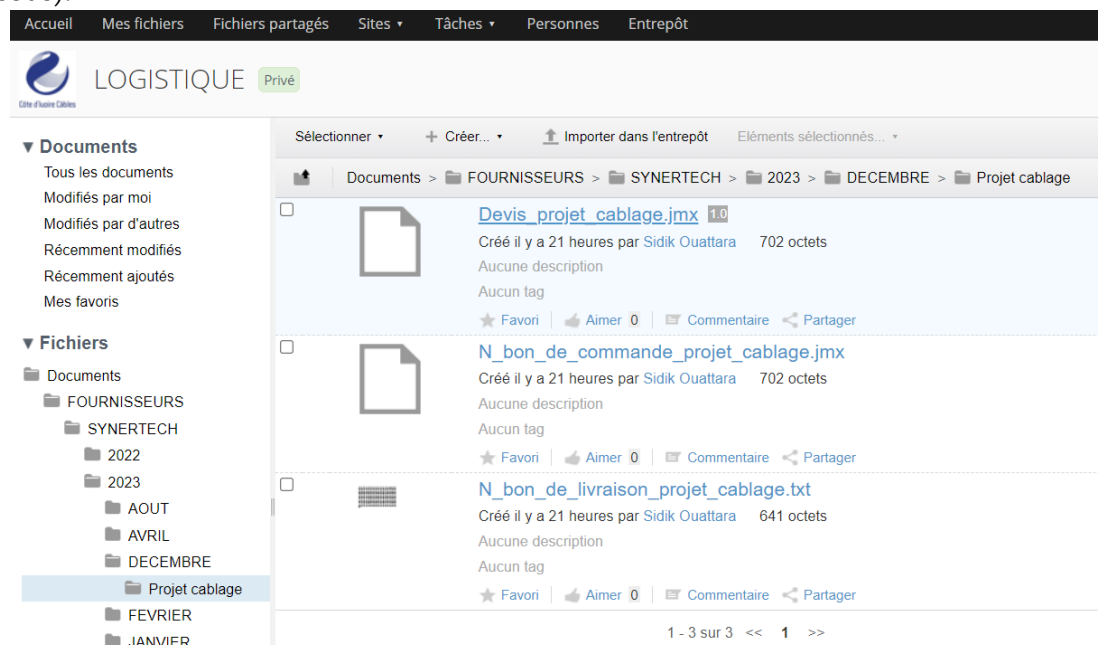 Accueil Mes fichiers Fichiers partagés Sites ▾ Tâches ▾ Personnes Entrepôt
Côte d'Ivoire Câbles
LOGISTIQUE Privé
▾ Documents
Tous les documents
Modifiés par moi
Modifiés par d'autres
Récemment modifiés
Récemment ajoutés
Mes favoris
▾ Fichiers
Documents
FOURNISSEURS
SYNERTECH
2022
2023
AOUT
AVRIL
DECEMBRE
Projet cablage
FEVRIER
JANVIER
Sélectionner ▾ + Créer... ▾ Importer dans l'entrepôt Eléments sélectionnés... ▾
Documents > FOURNISSEURS > SYNERTECH > 2023 > DECEMBRE > Projet cablage
Devis_projet_cablage.jmx 1.0
Créé il y a 21 heures par Sidik Ouattara 702 octets
Aucune description
Aucun tag
Favori Aimer 0 Commentaire Partager
N_bon_de_commande_projet_cablage.jmx
Créé il y a 21 heures par Sidik Ouattara 702 octets
Aucune description
Aucun tag
Favori Aimer 0 Commentaire Partager
N_bon_de_livraison_projet_cablage.txt
Créé il y a 21 heures par Sidik Ouattara 641 octets
Aucune description
Aucun tag
Favori Aimer 0 Commentaire Partager
1 - 3 sur 3 << 1 >>